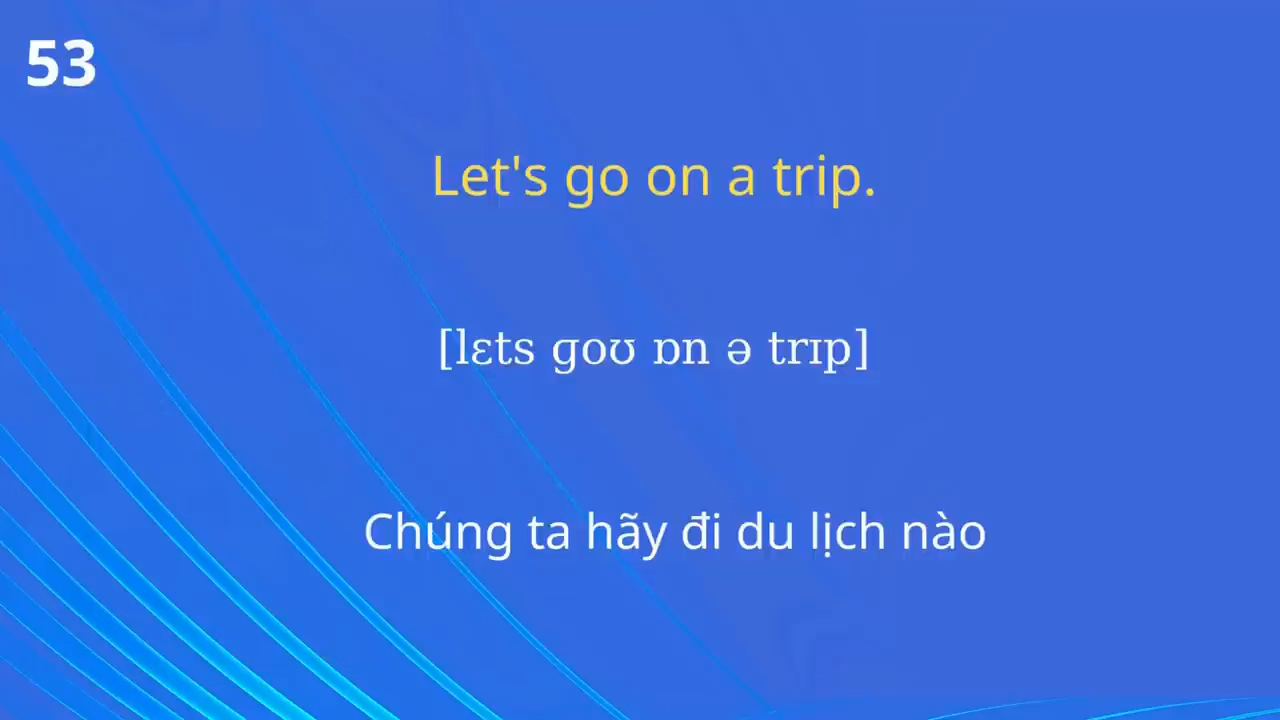 53
Let's go on a trip.
[lɛts ɡoʊ ɒn ə trɪp]
Chúng ta hãy đi du lịch nào